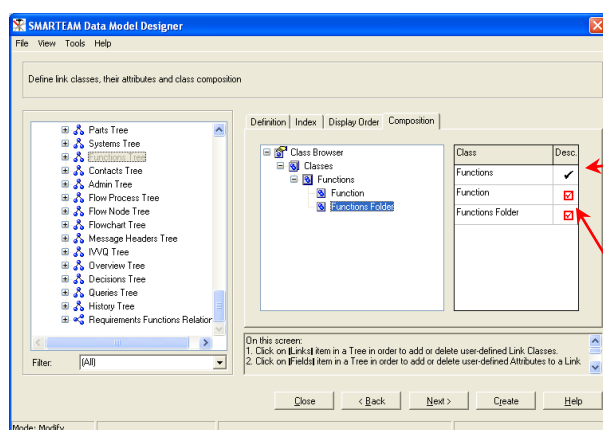 SMARTEAM Data Model Designer
File View Tools Help
Define link classes, their attributes and class composition
Parts Tree
Systems Tree
Functions Tree
Contacts Tree
Admin Tree
Flow Process Tree
Flow Node Tree
Flowchart Tree
Message Headers Tree
IVVQ Tree
Overview Tree
Decisions Tree
Queries Tree
History Tree
Requirements Functions Relation
Filter: (All)
Definition Index Display Order Composition
Class Browser
Classes
Functions
Function
Functions Folder
Class Desc.
Functions
Function
Functions Folder
On this screen:
1. Click on |Links| item in a Tree in order to add or delete user-defined Link Classes.
2. Click on |Fields| item in a Tree in order to add or delete user-defined Attributes to a Link
Close < Back Next > Create Help
Mode: Modify